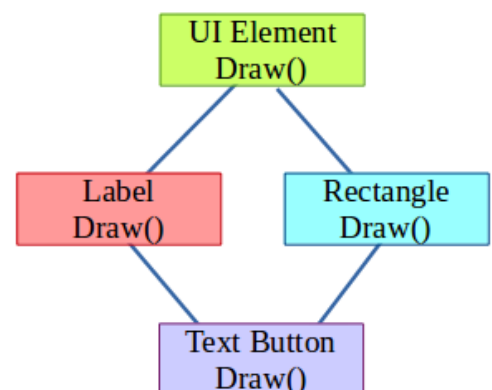 UI Element
Draw()
Label
Draw()
Rectangle
Draw()
Text Button
Draw()